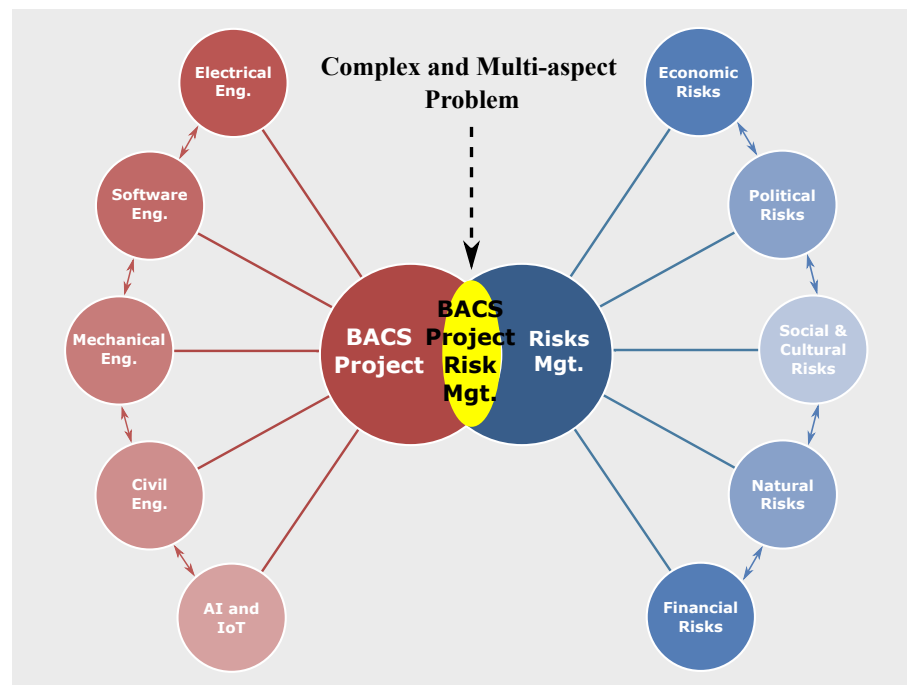 Complex and Multi-aspect
Problem
Electrical
Eng.
Software
Eng.
Mechanical
Eng.
Civil
Eng.
AI and
IoT
BACS
Project
BACS
Project
Risk
Mgt.
Risks
Mgt.
Economic
Risks
Political
Risks
Social &
Cultural
Risks
Natural
Risks
Financial
Risks